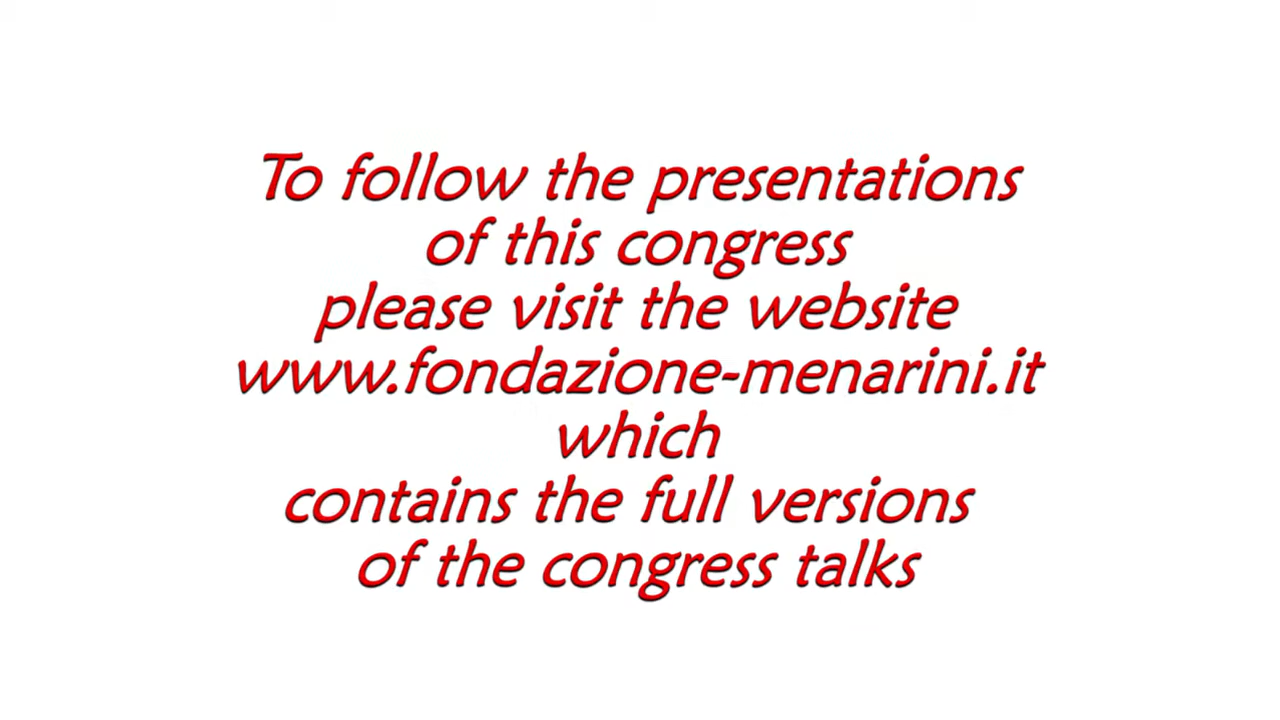 To follow the presentations
of this congress
please visit the website
www.fondazione-menarini.it
which
contains the full versions
of the congress talks